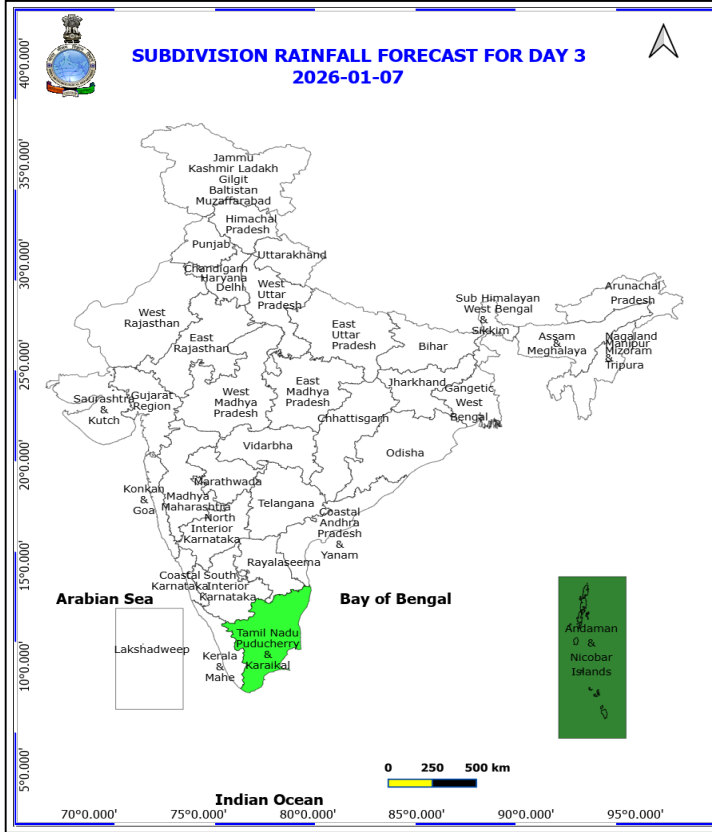 SUBDIVISION RAINFALL FORECAST FOR DAY 3
2026-01-07
40°0.000'
35°0.000'
30°0.000'
25°0.000'
20°0.000'
15°0.000'
10°0.000'
5°0.000'
Jammu
Kashmir Ladakh
Gilgit
Baltistan
Muzaffarabad
Himachal
Pradesh
Punjab
Uttarakhand
Chandigarh
Haryana
Delhi
West
Uttar
Pradesh
West
Rajasthan
East
Rajasthan
East
Uttar
Pradesh
Bihar
Sub Himalayan
West Bengal
&
Sikkim
Arunachal
Pradesh
Assam
&
Meghalaya
Nagaland
Manipur
Mizoram
&
Tripura
Saurashtra
&
Kutch
Gujarat
Region
West
Madhya
Pradesh
East
Madhya
Pradesh
Jharkhand
Gangetic
West
Bengal
Chhattisgarh
Odisha
Vidarbha
Konkan
&
Goa
Madhya
Maharashtra
Marathwada
Telangana
North
Interior
Karnataka
Coastal
Andhra
Pradesh
&
Yanam
Rayalaseema
Coastal
Karnataka
South
Interior
Karnataka
Arabian Sea
Bay of Bengal
Lakshadweep
Kerala
&
Mahe
Tamil Nadu
Puducherry
&
Karaikal
Andaman
&
Nicobar
Islands
0 250 500 km
Indian Ocean
70°0.000' 75°0.000' 80°0.000' 85°0.000' 90°0.000' 95°0.000'